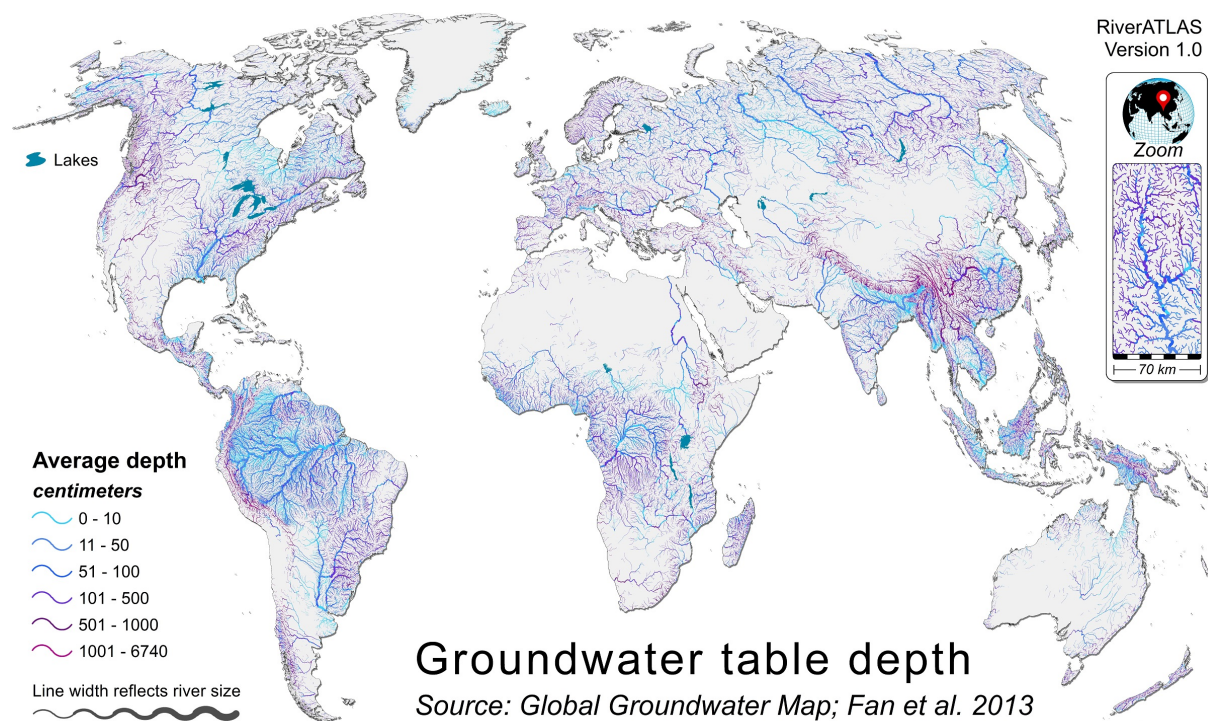 RiverATLAS
Version 1.0
Zoom
70 km
Lakes
Average depth
centimeters
0 - 10
11 - 50
51 - 100
101 - 500
501 - 1000
1001 - 6740
Line width reflects river size
Groundwater table depth
Source: Global Groundwater Map; Fan et al. 2013